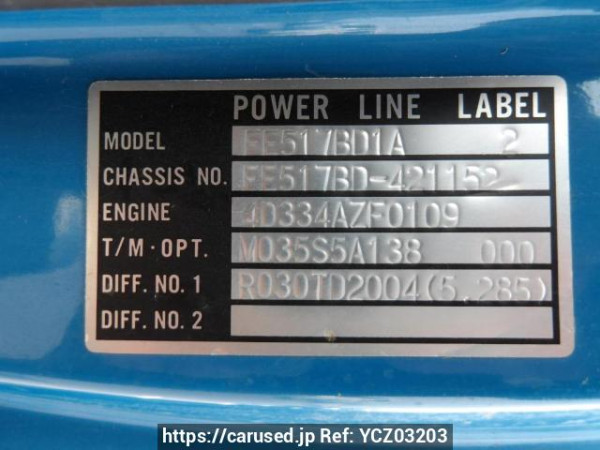 POWER LINE LABEL
MODEL FE517BD1A 2
CHASSIS NO. FE517BD-421152
ENGINE 4D334AZF0109
T/M·OPT. M035S5A138 000
DIFF. NO. 1 R030TD2004(5.285)
DIFF. NO. 2
https://carused.jp Ref: YCZ03203